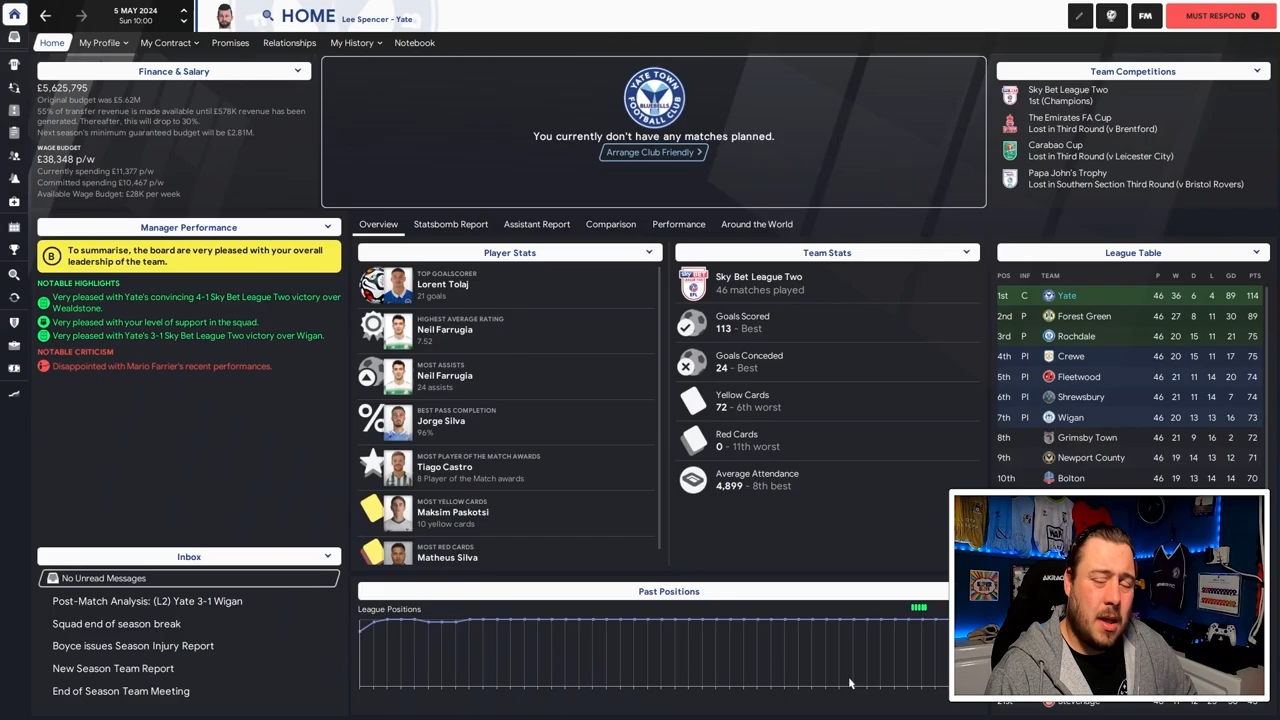 5 MAY 2024
Sun 10:00
HOME
Lee Spencer - Yate
FM
MUST RESPOND
Home
My Profile
My Contract
Promises
Relationships
My History
Notebook
Finance & Salary
£5,625,795
Original budget was £5.62M
55% of transfer revenue is made available until £578K revenue has been
generated. Thereafter, this will drop to 30%.
Next season's minimum guaranteed budget will be £2.81M.
WAGE BUDGET
£38,348 p/w
Currently spending £11,377 p/w
Committed spending £10,467 p/w
Available Wage Budget: £28K per week
YATE TOWN
BLUEBELLS
FOOTBALL CLUB
You currently don't have any matches planned.
Arrange Club Friendly
Team Competitions
Sky Bet League Two
1st (Champions)
The Emirates FA Cup
Lost in Third Round (v Brentford)
Carabao Cup
Lost in Third Round (v Leicester City)
Papa John's Trophy
Lost in Southern Section Third Round (v Bristol Rovers)
Manager Performance
B
To summarise, the board are very pleased with your overall
leadership of the team.
NOTABLE HIGHLIGHTS
Very pleased with Yate's convincing 4-1 Sky Bet League Two victory over
Wealdstone.
Very pleased with your level of support in the squad.
Very pleased with Yate's 3-1 Sky Bet League Two victory over Wigan.
NOTABLE CRITICISM
Disappointed with Mario Farrier's recent performances.
Inbox
No Unread Messages
Post-Match Analysis: (L2) Yate 3-1 Wigan
Squad end of season break
Boyce issues Season Injury Report
New Season Team Report
End of Season Team Meeting
Overview
Statsbomb Report
Assistant Report
Comparison
Performance
Around the World
Player Stats
TOP GOALSCORER
Lorent Tolaj
21 goals
HIGHEST AVERAGE RATING
Neil Farrugia
7.52
MOST ASSISTS
Neil Farrugia
24 assists
BEST PASS COMPLETION
Jorge Silva
96%
MOST PLAYER OF THE MATCH AWARDS
Tiago Castro
8 Player of the Match awards
MOST YELLOW CARDS
Maksim Paskotsi
10 yellow cards
MOST RED CARDS
Matheus Silva
Team Stats
Sky Bet League Two
46 matches played
Goals Scored
113 - Best
Goals Conceded
24 - Best
Yellow Cards
72 - 6th worst
Red Cards
0 - 11th worst
Average Attendance
4,899 - 8th best
League Table
POS INF TEAM P W D L GD PTS
1st C Yate 46 36 6 4 89 114
2nd P Forest Green 46 27 8 11 30 89
3rd P Rochdale 46 20 15 11 21 75
4th PI Crewe 46 20 15 11 17 75
5th PI Fleetwood 46 21 11 14 20 74
6th PI Shrewsbury 46 21 11 14 7 74
7th PI Wigan 46 20 13 13 16 73
8th Grimsby Town 46 21 9 16 2 72
9th Newport County 46 19 14 13 12 71
10th Bolton 46 19 13 14 14 70
Past Positions
League Positions